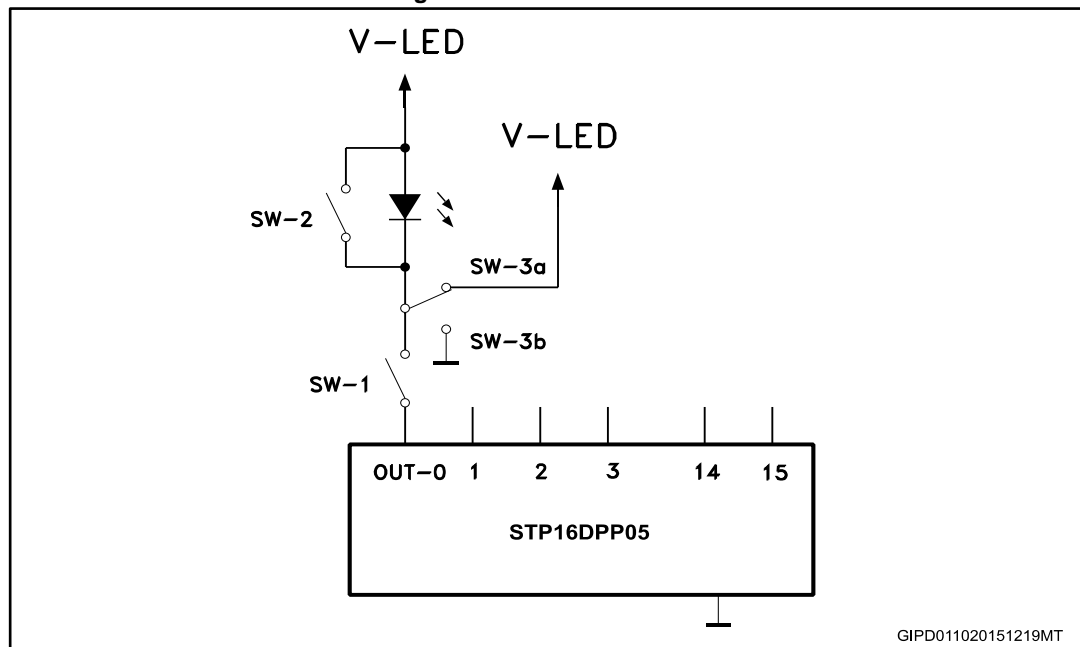 V-LED
V-LED
SW-2
SW-3a
SW-3b
SW-1
OUT-0 1 2 3 14 15
STP16DPP05
GIPD011020151219MT